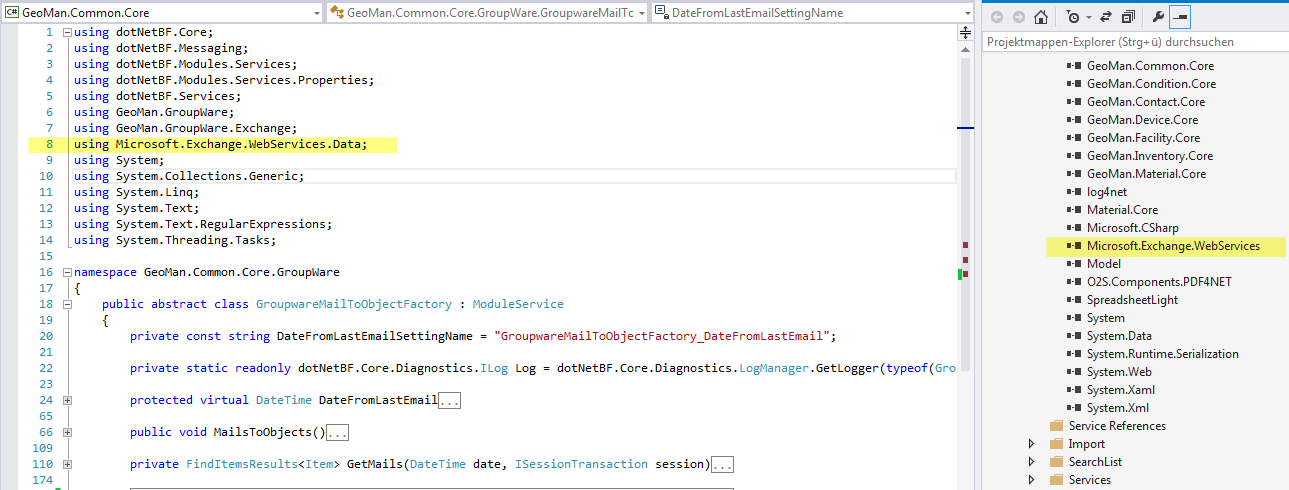 C# GeoMan.Common.Core
GeoMan.Common.Core.GroupWare.GroupwareMailTo
DateFromLastEmailSettingName
1 using dotNetBF.Core;
2 using dotNetBF.Messaging;
3 using dotNetBF.Modules.Services;
4 using dotNetBF.Modules.Services.Properties;
5 using dotNetBF.Services;
6 using GeoMan.GroupWare;
7 using GeoMan.GroupWare.Exchange;
8 using Microsoft.Exchange.WebServices.Data;
9 using System;
10 using System.Collections.Generic;
11 using System.Linq;
12 using System.Text;
13 using System.Text.RegularExpressions;
14 using System.Threading.Tasks;
15
16 namespace GeoMan.Common.Core.GroupWare
17 {
18 public abstract class GroupwareMailToObjectFactory : ModuleService
19 {
20 private const string DateFromLastEmailSettingName = "GroupwareMailToObjectFactory_DateFromLastEmail";
21
22 private static readonly dotNetBF.Core.Diagnostics.ILog Log = dotNetBF.Core.Diagnostics.LogManager.GetLogger(typeof(Gro
23
24 protected virtual DateTime DateFromLastEmail...
65
66 public void MailsToObjects()...
109
110 private FindItemsResults<Item> GetMails(DateTime date, ISessionTransaction session)...
174
Projektmappen-Explorer (Strg+ü) durchsuchen
GeoMan.Common.Core
GeoMan.Condition.Core
GeoMan.Contact.Core
GeoMan.Device.Core
GeoMan.Facility.Core
GeoMan.Inventory.Core
GeoMan.Material.Core
log4net
Material.Core
Microsoft.CSharp
Microsoft.Exchange.WebServices
Model
O2S.Components.PDF4NET
SpreadsheetLight
System
System.Data
System.Runtime.Serialization
System.Web
System.Xaml
System.Xml
Service References
Import
SearchList
Services